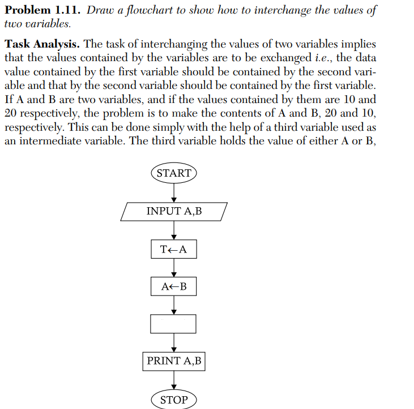 Problem 1.11. Draw a flowchart to show how to interchange the values of
two variables.
Task Analysis. The task of interchanging the values of two variables implies
that the values contained by the variables are to be exchanged i.e., the data
value contained by the first variable should be contained by the second vari-
able and that by the second variable should be contained by the first variable.
If A and B are two variables, and if the values contained by them are 10 and
20 respectively, the problem is to make the contents of A and B, 20 and 10,
respectively. This can be done simply with the help of a third variable used as
an intermediate variable. The third variable holds the value of either A or B,
START
INPUT A,B
T←A
A←B
PRINT A,B
STOP